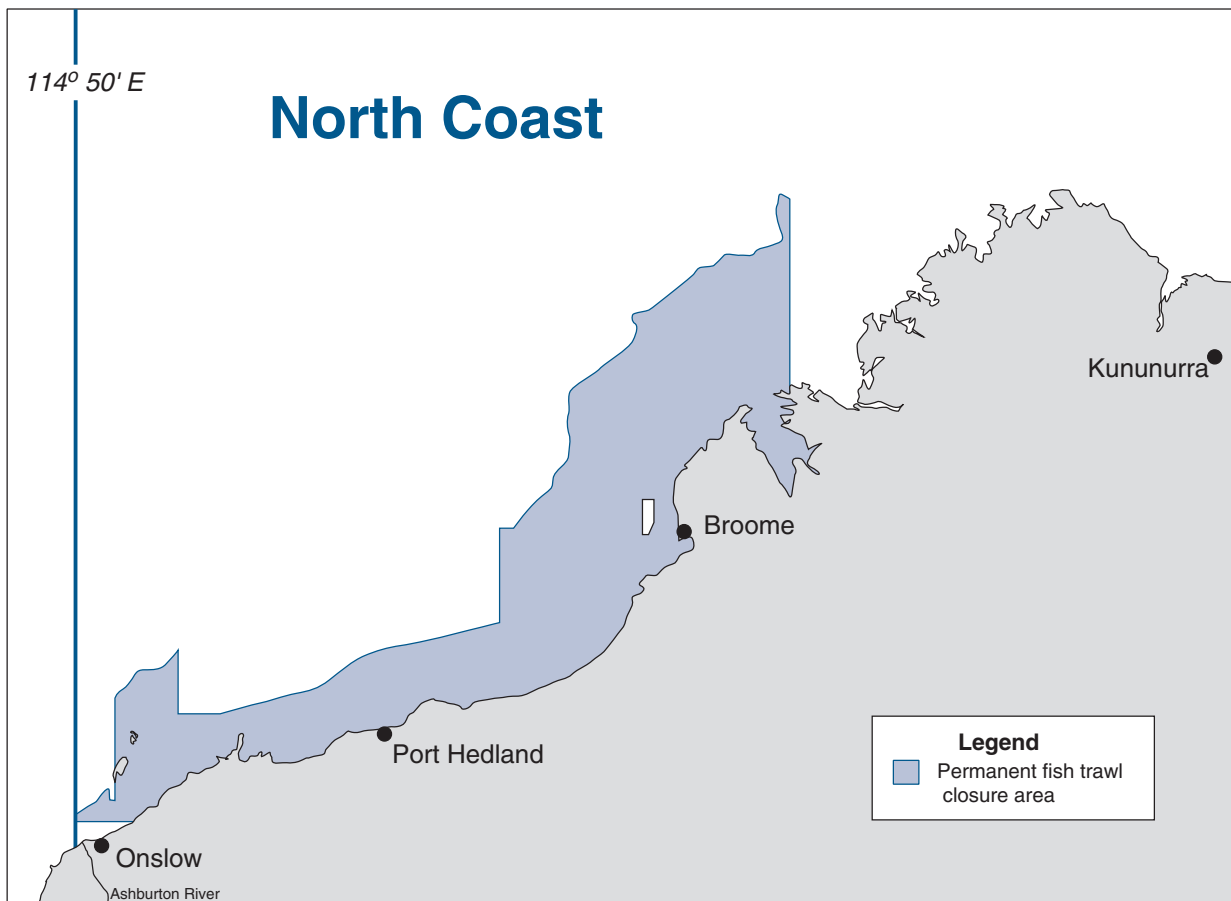 114º 50' E
North Coast
Kununurra
Broome
Port Hedland
Legend
Permanent fish trawl
closure area
Onslow
Ashburton River